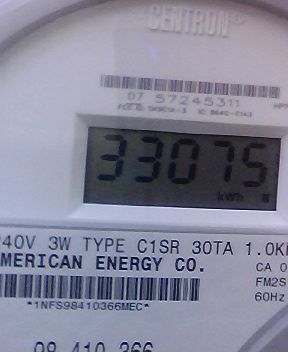 CENTRON®
07 57245311
33075
kWh
240V 3W TYPE C1SR 30TA 1.0K
MERICAN ENERGY CO.
CA 0
FM2S
60Hz
*1NFS98410366MEC*
98 410 366